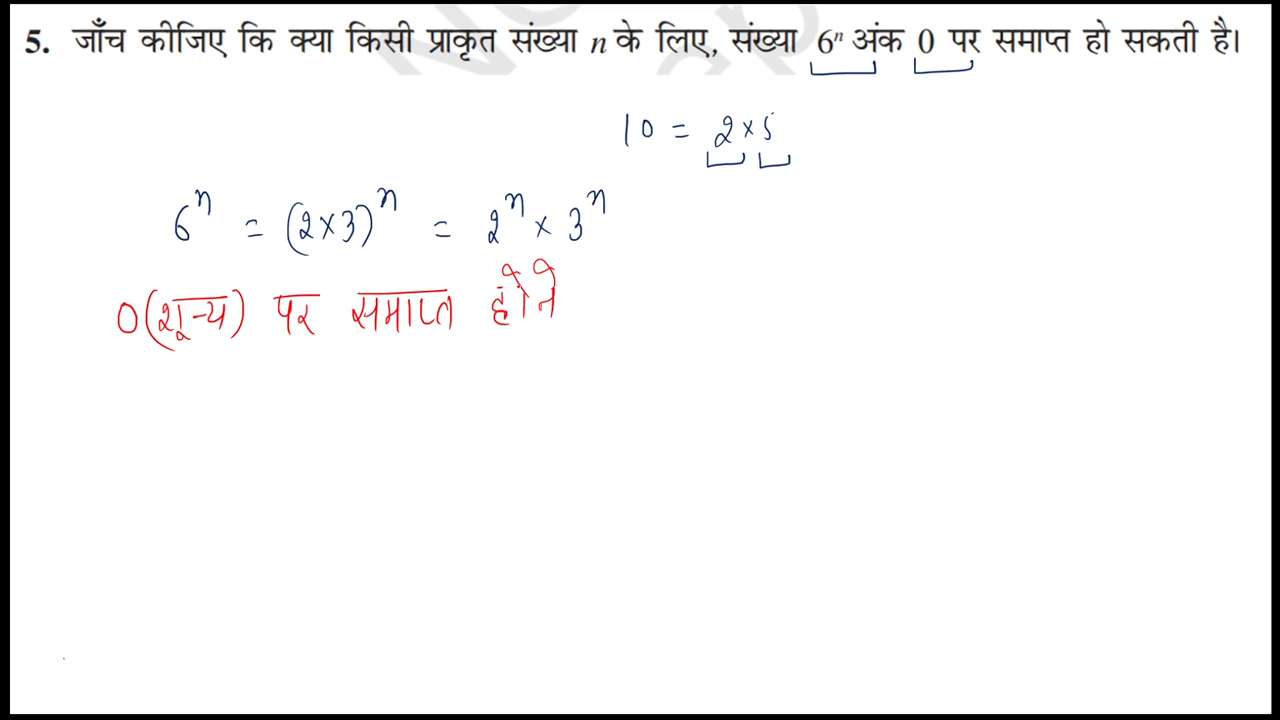 5. जाँच कीजिए कि क्या किसी प्राकृत संख्या n के लिए, संख्या 6ⁿ अंक 0 पर समाप्त हो सकती है।
10 = 2×5
6ⁿ = (2×3)ⁿ = 2ⁿ × 3ⁿ
0(शून्य) पर समाप्त होने